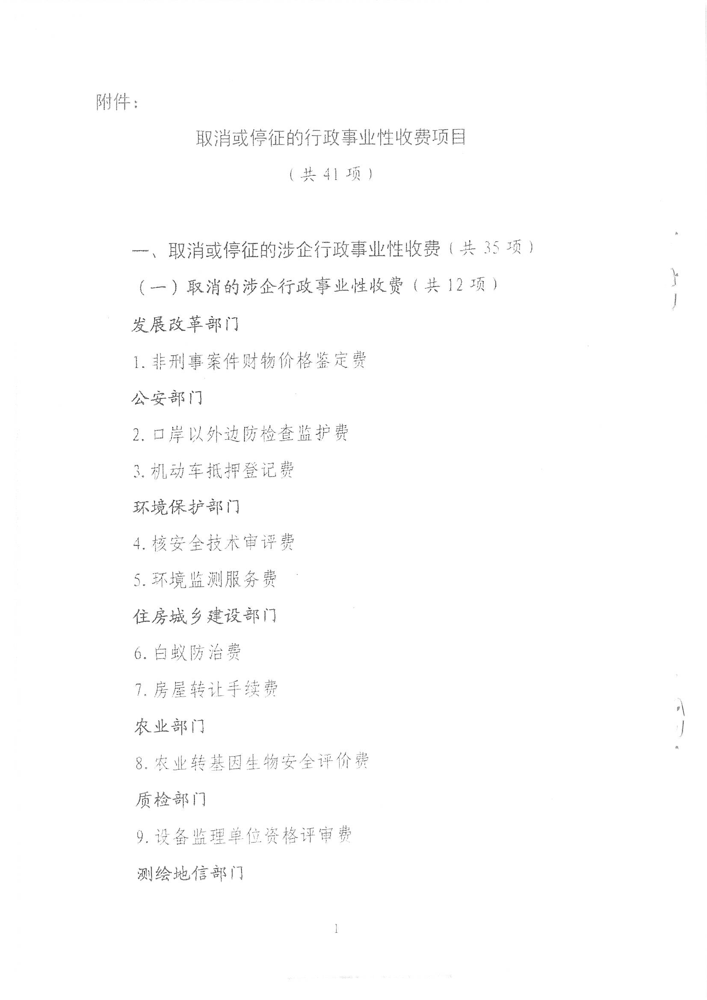 附件：
取消或停征的行政事业性收费项目
（共 41 项）
一、取消或停征的涉企行政事业性收费（共 35 项）
（一）取消的涉企行政事业性收费（共 12 项）
发展改革部门
1. 非刑事案件财物价格鉴定费
公安部门
2. 口岸以外边防检查监护费
3. 机动车抵押登记费
环境保护部门
4. 核安全技术审评费
5. 环境监测服务费
住房城乡建设部门
6. 白蚁防治费
7. 房屋转让手续费
农业部门
8. 农业转基因生物安全评价费
质检部门
9. 设备监理单位资格评审费
测绘地信部门
1